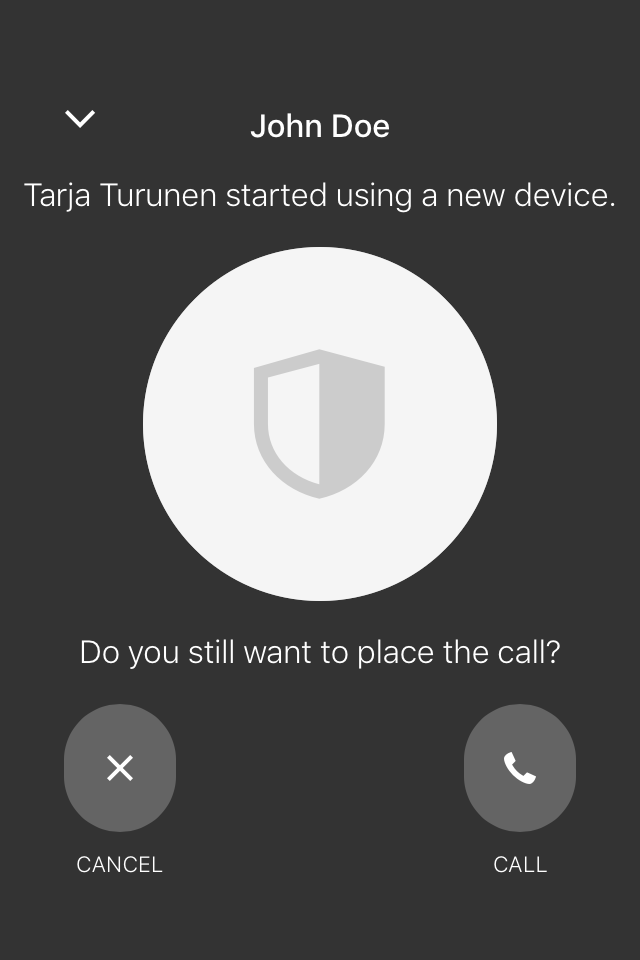 John Doe
Tarja Turunen started using a new device.
Do you still want to place the call?
CANCEL
CALL